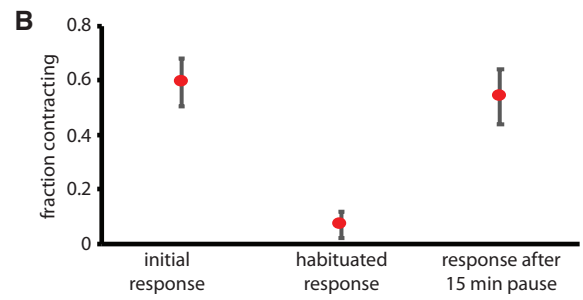 B
0.8
0.6
0.4
0.2
0
fraction contracting
initial
response
habituated
response
response after
15 min pause